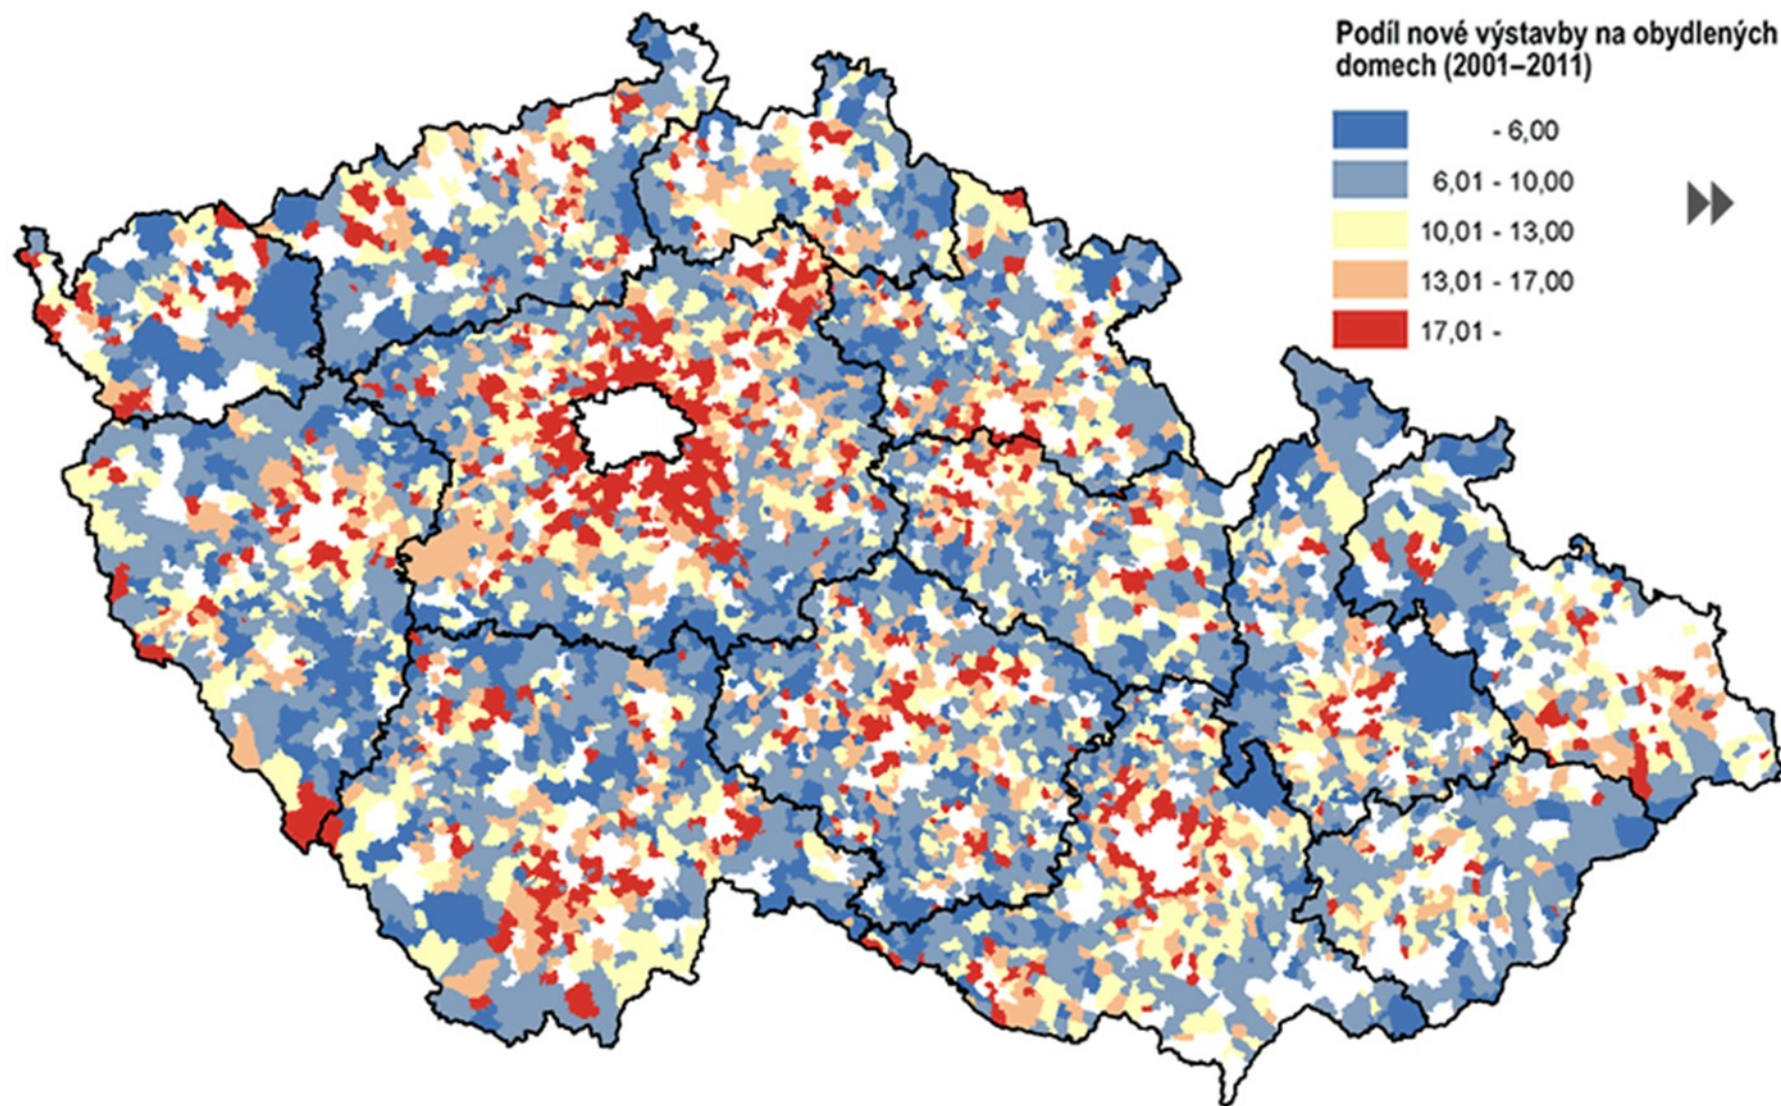 Podíl nové výstavby na obydlených
domech (2001–2011)
- 6,00
6,01 - 10,00
10,01 - 13,00
13,01 - 17,00
17,01 -